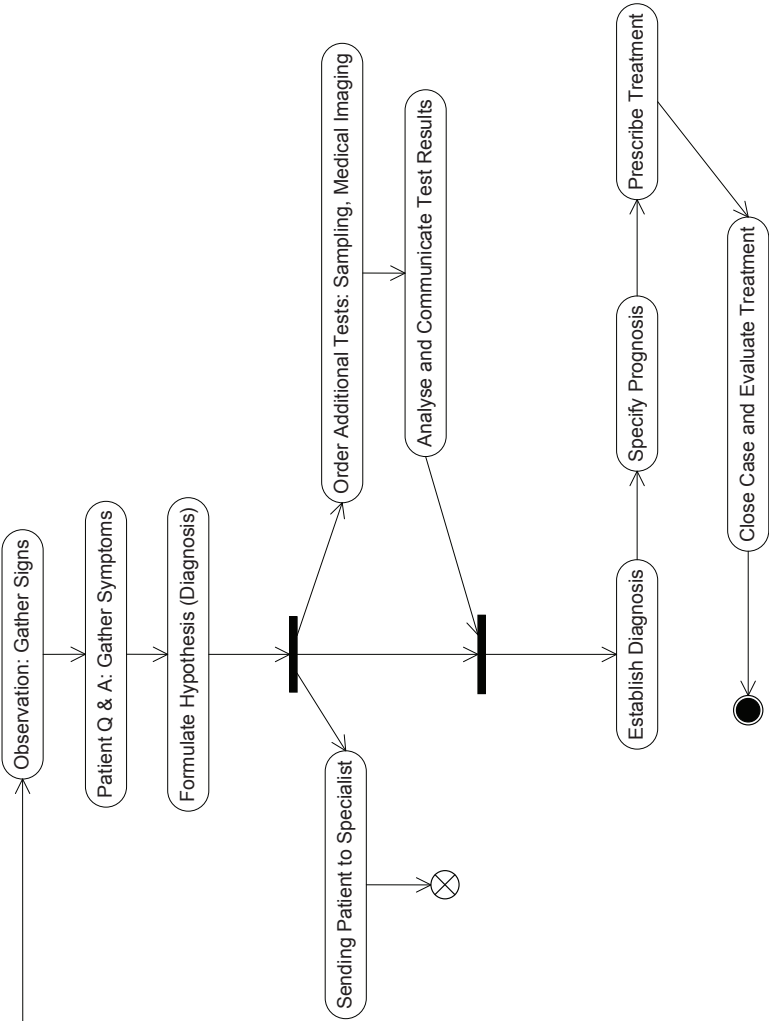 Observation: Gather Signs
Patient Q & A: Gather Symptoms
Formulate Hypothesis (Diagnosis)
Sending Patient to Specialist
Order Additional Tests: Sampling, Medical Imaging
Analyse and Communicate Test Results
Establish Diagnosis
Specify Prognosis
Prescribe Treatment
Close Case and Evaluate Treatment